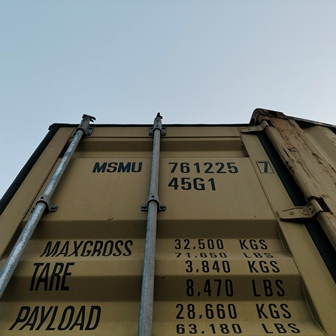 MSMU 761225 7
45G1
MAXGROSS 32,500 KGS
71,650 LBS
TARE 3,840 KGS
8,470 LBS
PAYLOAD 28,660 KGS
63,180 LBS